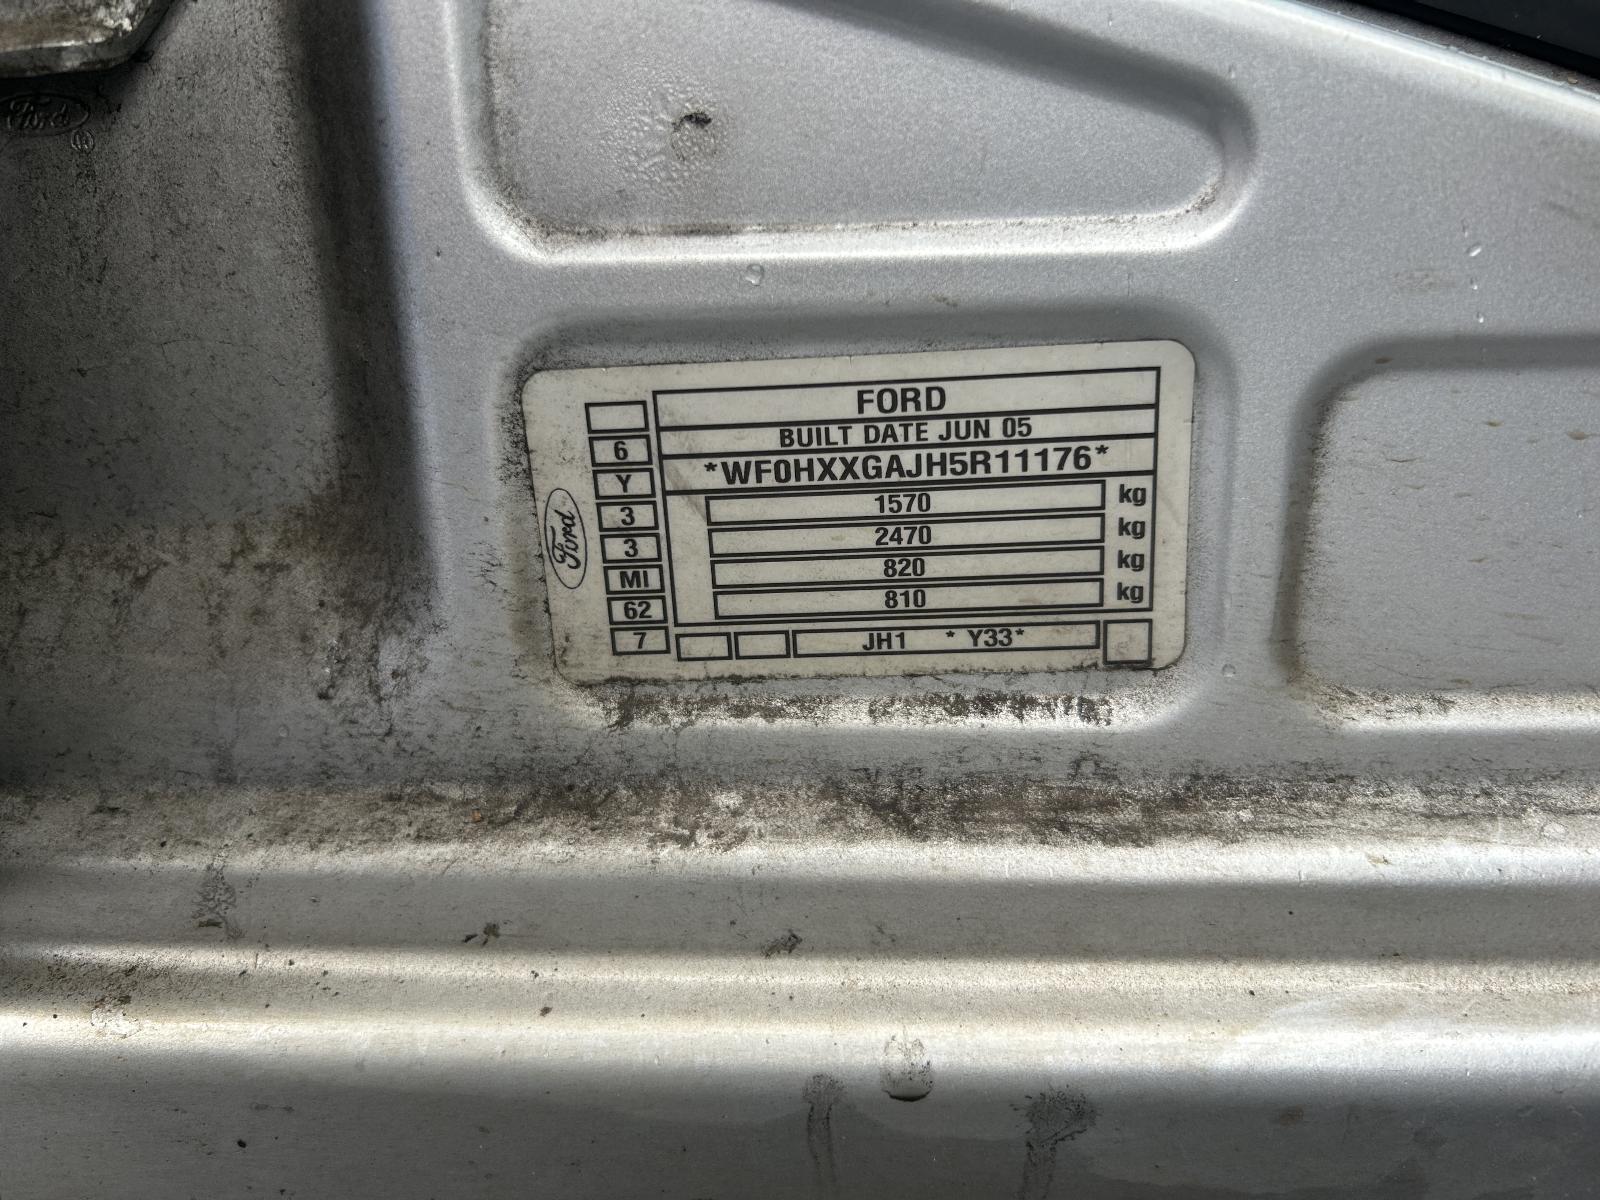 Ford
FORD
BUILT DATE JUN 05
*WF0HXXGAJH5R11176*
1570 kg
2470 kg
820 kg
810 kg
JH1 * Y33*
6
Y
3
3
MI
62
7
Ford